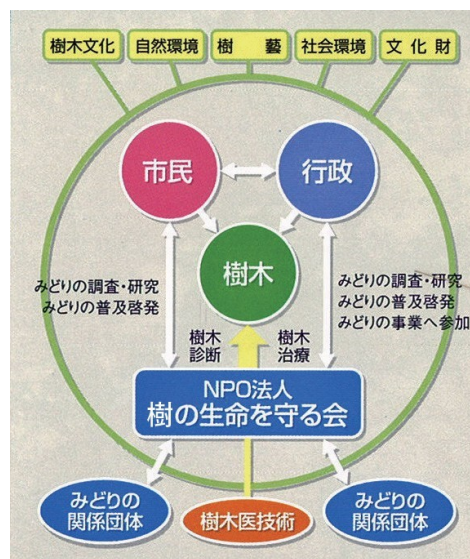 樹木文化
自然環境
樹 藝
社会環境
文 化 財
市民
行政
樹木
みどりの調査・研究
みどりの普及啓発
みどりの調査・研究
みどりの普及啓発
みどりの事業へ参加
樹木
診断
樹木
治療
NPO法人
樹の生命を守る会
みどりの
関係団体
樹木医技術
みどりの
関係団体